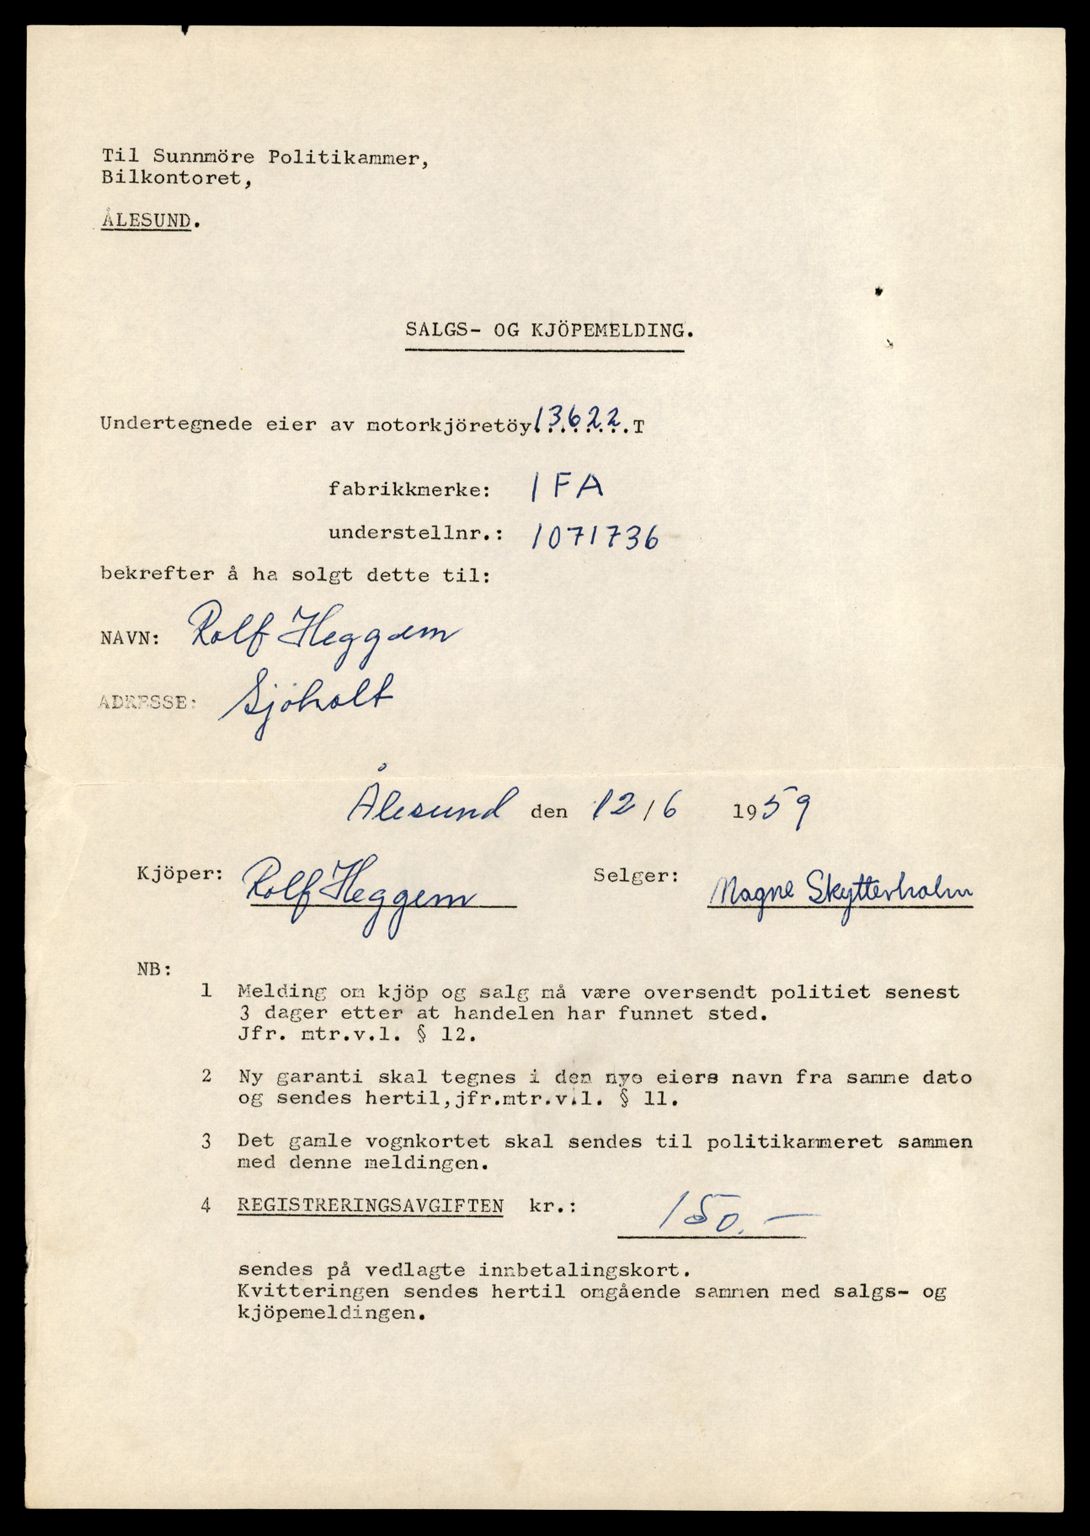 Til Sunnmöre Politikammer,
Bilkontoret,
ÅLESUND.
SALGS- OG KJÖPEMELDING.
Undertegnede eier av motorkjöretöy 13622 T
fabrikkmerke: IFA
understellnr.: 1071736
bekrefter å ha solgt dette til:
NAVN: Rolf Heggem
ADRESSE: Sjöholt
Ålesund den 12/6 1959
Kjöper: Rolf Heggem Selger: Magne Skytterholm
NB:
1 Melding om kjöp og salg må være oversendt politiet senest
3 dager etter at handelen har funnet sted.
Jfr. mtr.v.l. § 12.
2 Ny garanti skal tegnes i den nye eiers navn fra samme dato
og sendes hertil,jfr.mtr.v.l. § 11.
3 Det gamle vognkortet skal sendes til politikammeret sammen
med denne meldingen.
4 REGISTRERINGSAVGIFTEN kr.: 150.-
sendes på vedlagte innbetalingskort.
Kvitteringen sendes hertil omgående sammen med salgs- og
kjöpemeldingen.